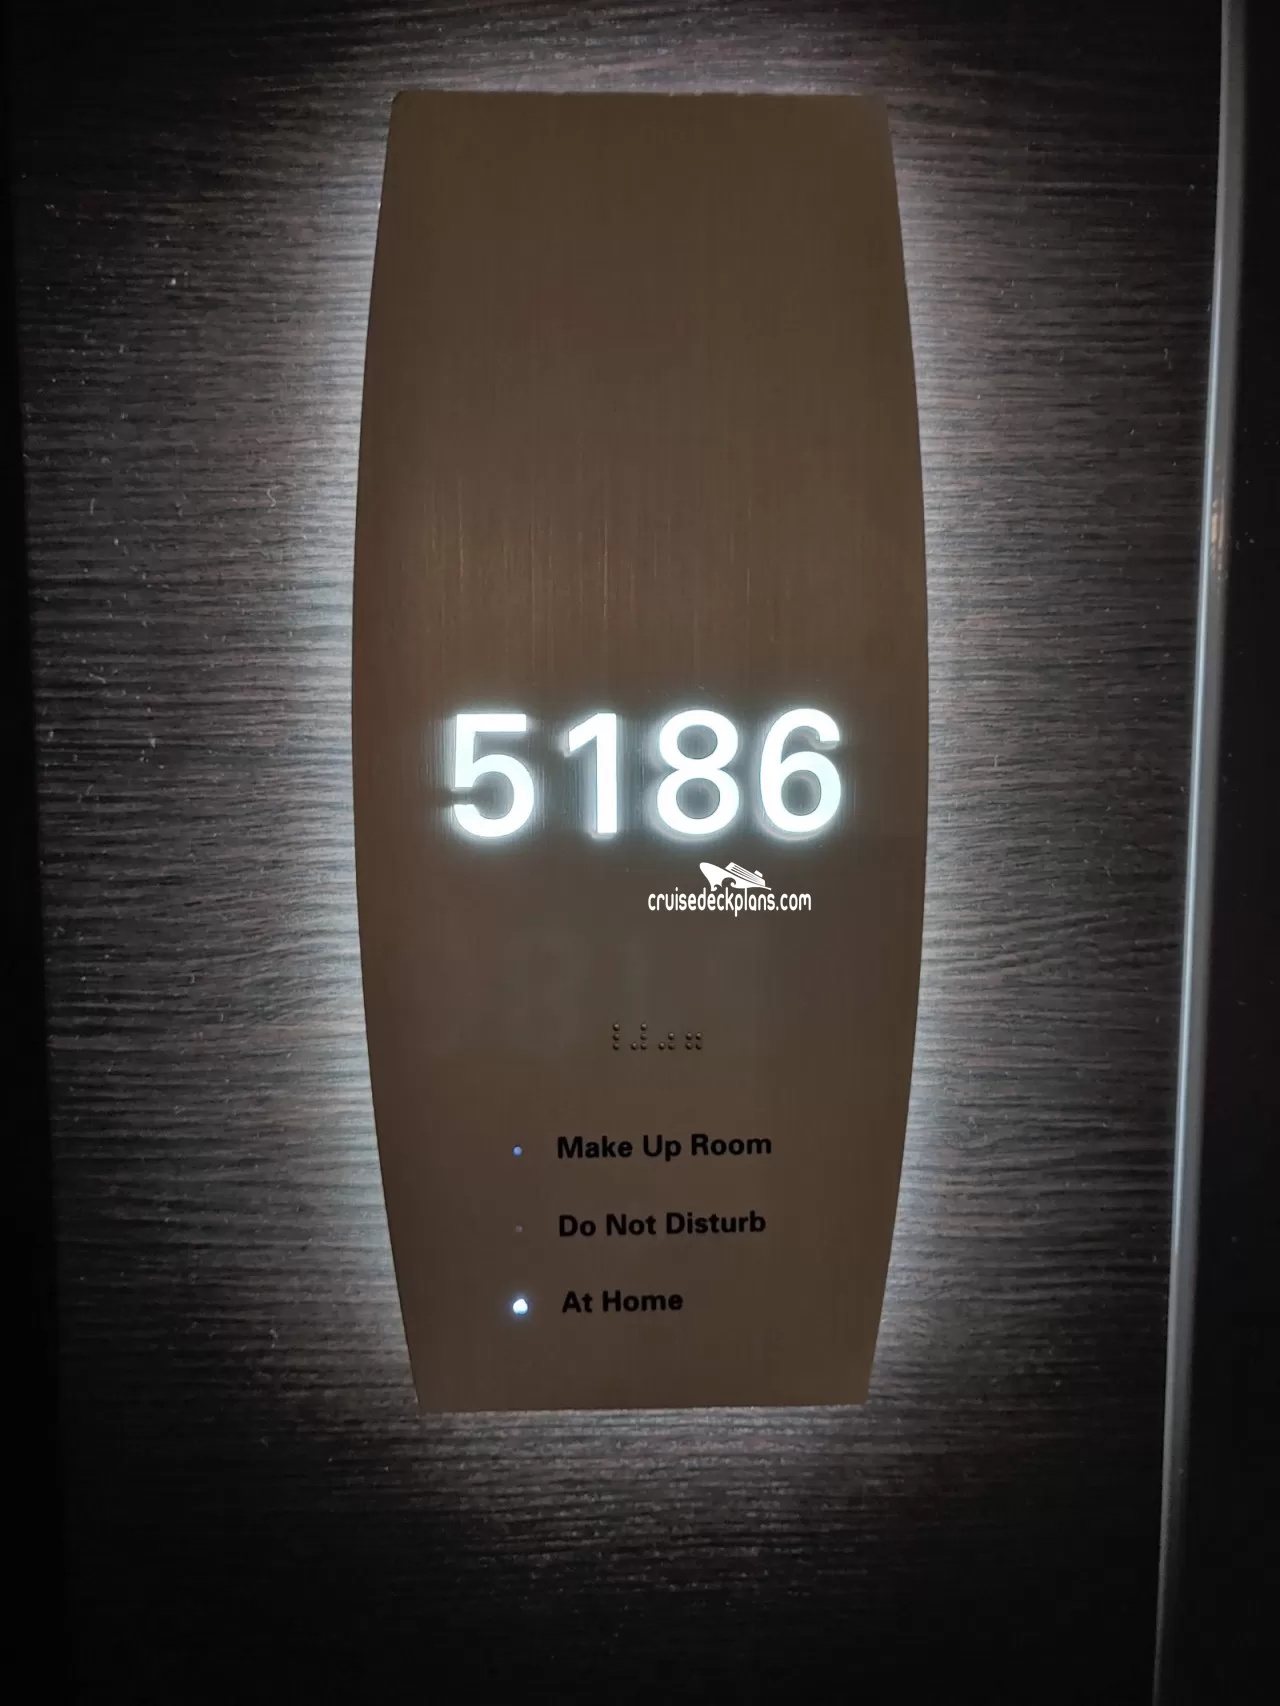 5186
cruisedeckplans.com
Make Up Room
Do Not Disturb
At Home